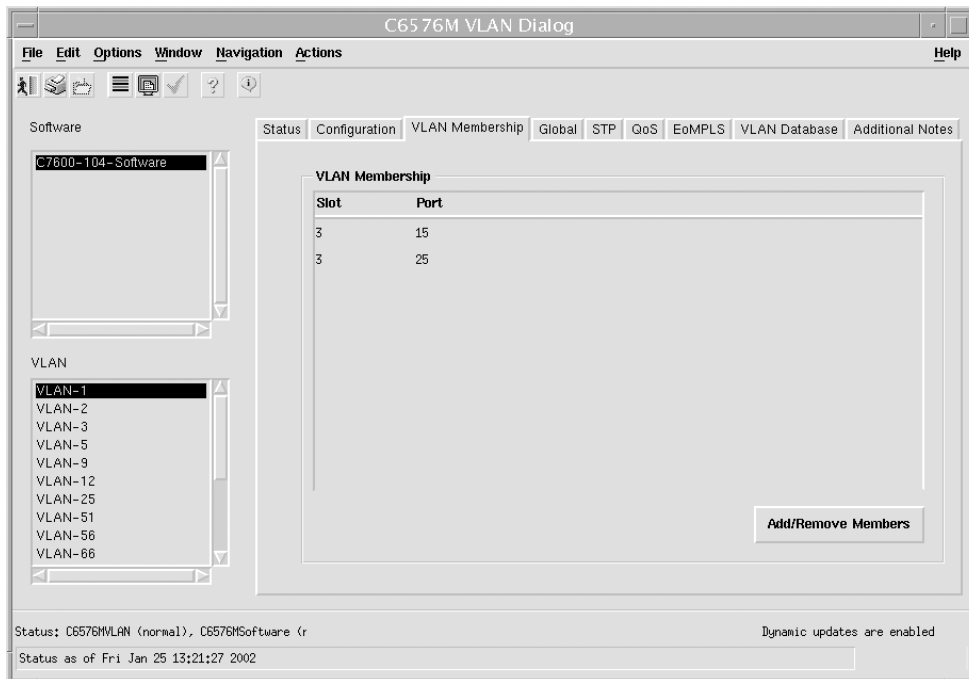 C6576M VLAN Dialog
File Edit Options Window Navigation Actions Help
Software
C7600-104-Software
VLAN
VLAN-1
VLAN-2
VLAN-3
VLAN-5
VLAN-9
VLAN-12
VLAN-25
VLAN-51
VLAN-56
VLAN-66
Status Configuration VLAN Membership Global STP QoS EoMPLS VLAN Database Additional Notes
VLAN Membership
Slot Port
3 15
3 25
Add/Remove Members
Status: C6576MVLAN (normal), C6576MSoftware (r
Dynamic updates are enabled
Status as of Fri Jan 25 13:21:27 2002